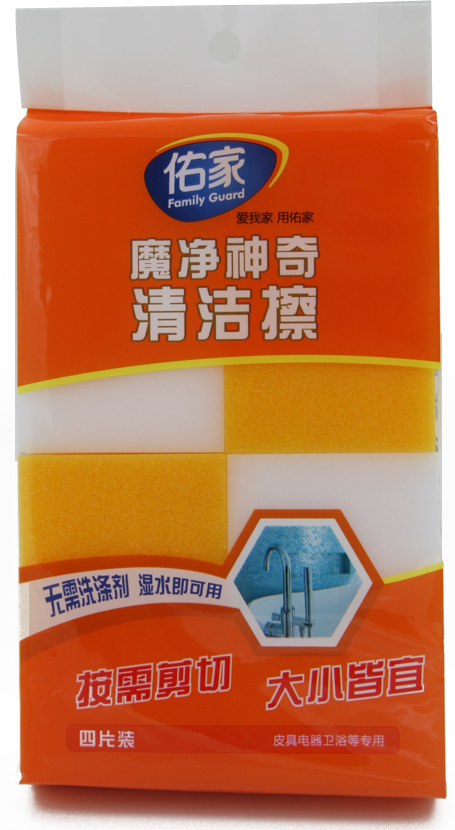 佑家
Family Guard
爱我家 用佑家
魔净神奇
清洁擦
无需洗涤剂 湿水即可用
按需剪切 大小皆宜
四片装 皮具电器卫浴等专用